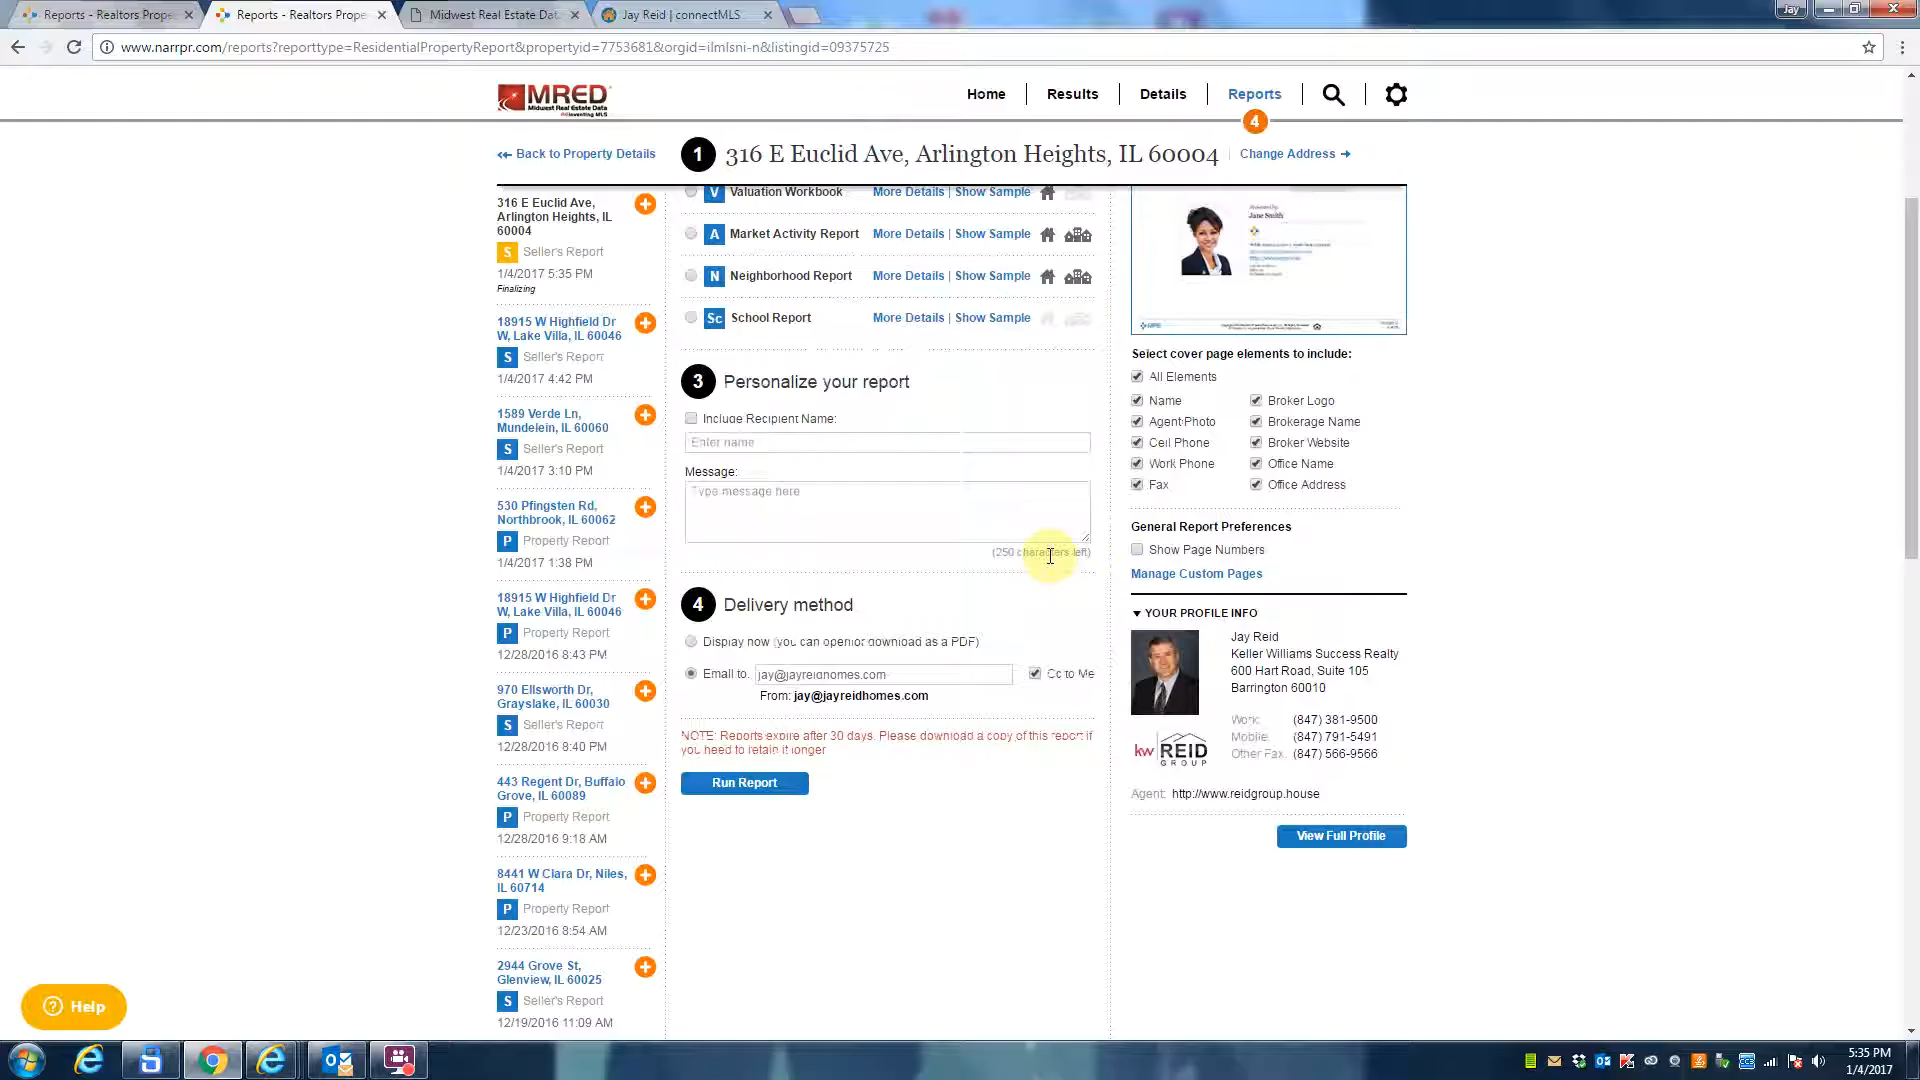 Reports - Realtors Prope
Reports - Realtors Prope
Midwest Real Estate Dat
Jay Reid | connectMLS
Jay
www.narrpr.com/reports?reporttype=ResidentialPropertyReport&propertyid=7753681&orgid=ilmlsni-n&listingid=09375725
MRED
Midwest Real Estate Data
Home
Results
Details
Reports
4
Back to Property Details
1 316 E Euclid Ave, Arlington Heights, IL 60004
Change Address
316 E Euclid Ave,
Arlington Heights, IL
60004
S Seller's Report
1/4/2017 5:35 PM
Finalizing
18915 W Highfield Dr
W, Lake Villa, IL 60046
S Seller's Report
1/4/2017 4:42 PM
1589 Verde Ln,
Mundelein, IL 60060
S Seller's Report
1/4/2017 3:10 PM
530 Pfingsten Rd,
Northbrook, IL 60062
P Property Report
1/4/2017 1:38 PM
18915 W Highfield Dr
W, Lake Villa, IL 60046
P Property Report
12/28/2016 8:43 PM
970 Ellsworth Dr,
Grayslake, IL 60030
S Seller's Report
12/28/2016 8:40 PM
443 Regent Dr, Buffalo
Grove, IL 60089
P Property Report
12/28/2016 9:18 AM
8441 W Clara Dr, Niles,
IL 60714
P Property Report
12/23/2016 8:54 AM
2944 Grove St,
Glenview, IL 60025
S Seller's Report
12/19/2016 11:09 AM
V Valuation Workbook More Details | Show Sample
A Market Activity Report More Details | Show Sample
N Neighborhood Report More Details | Show Sample
Sc School Report More Details | Show Sample
3 Personalize your report
Include Recipient Name:
Enter name
Message:
Type message here
(250 characters left)
4 Delivery method
Display now (you can open or download as a PDF)
Email to: jay@jayreidhomes.com Cc to Me
From: jay@jayreidhomes.com
NOTE: Reports expire after 30 days. Please download a copy of this report if
you need to retain it longer
Run Report
Jane Smith
Select cover page elements to include:
All Elements
Name Broker Logo
Agent Photo Brokerage Name
Cell Phone Broker Website
Work Phone Office Name
Fax Office Address
General Report Preferences
Show Page Numbers
Manage Custom Pages
YOUR PROFILE INFO
Jay Reid
Keller Williams Success Realty
600 Hart Road, Suite 105
Barrington 60010
Work: (847) 381-9500
Mobile: (847) 791-5491
Other Fax: (847) 566-9566
kw REID
GROUP
Agent: http://www.reidgroup.house
View Full Profile
Help
5:35 PM
1/4/2017